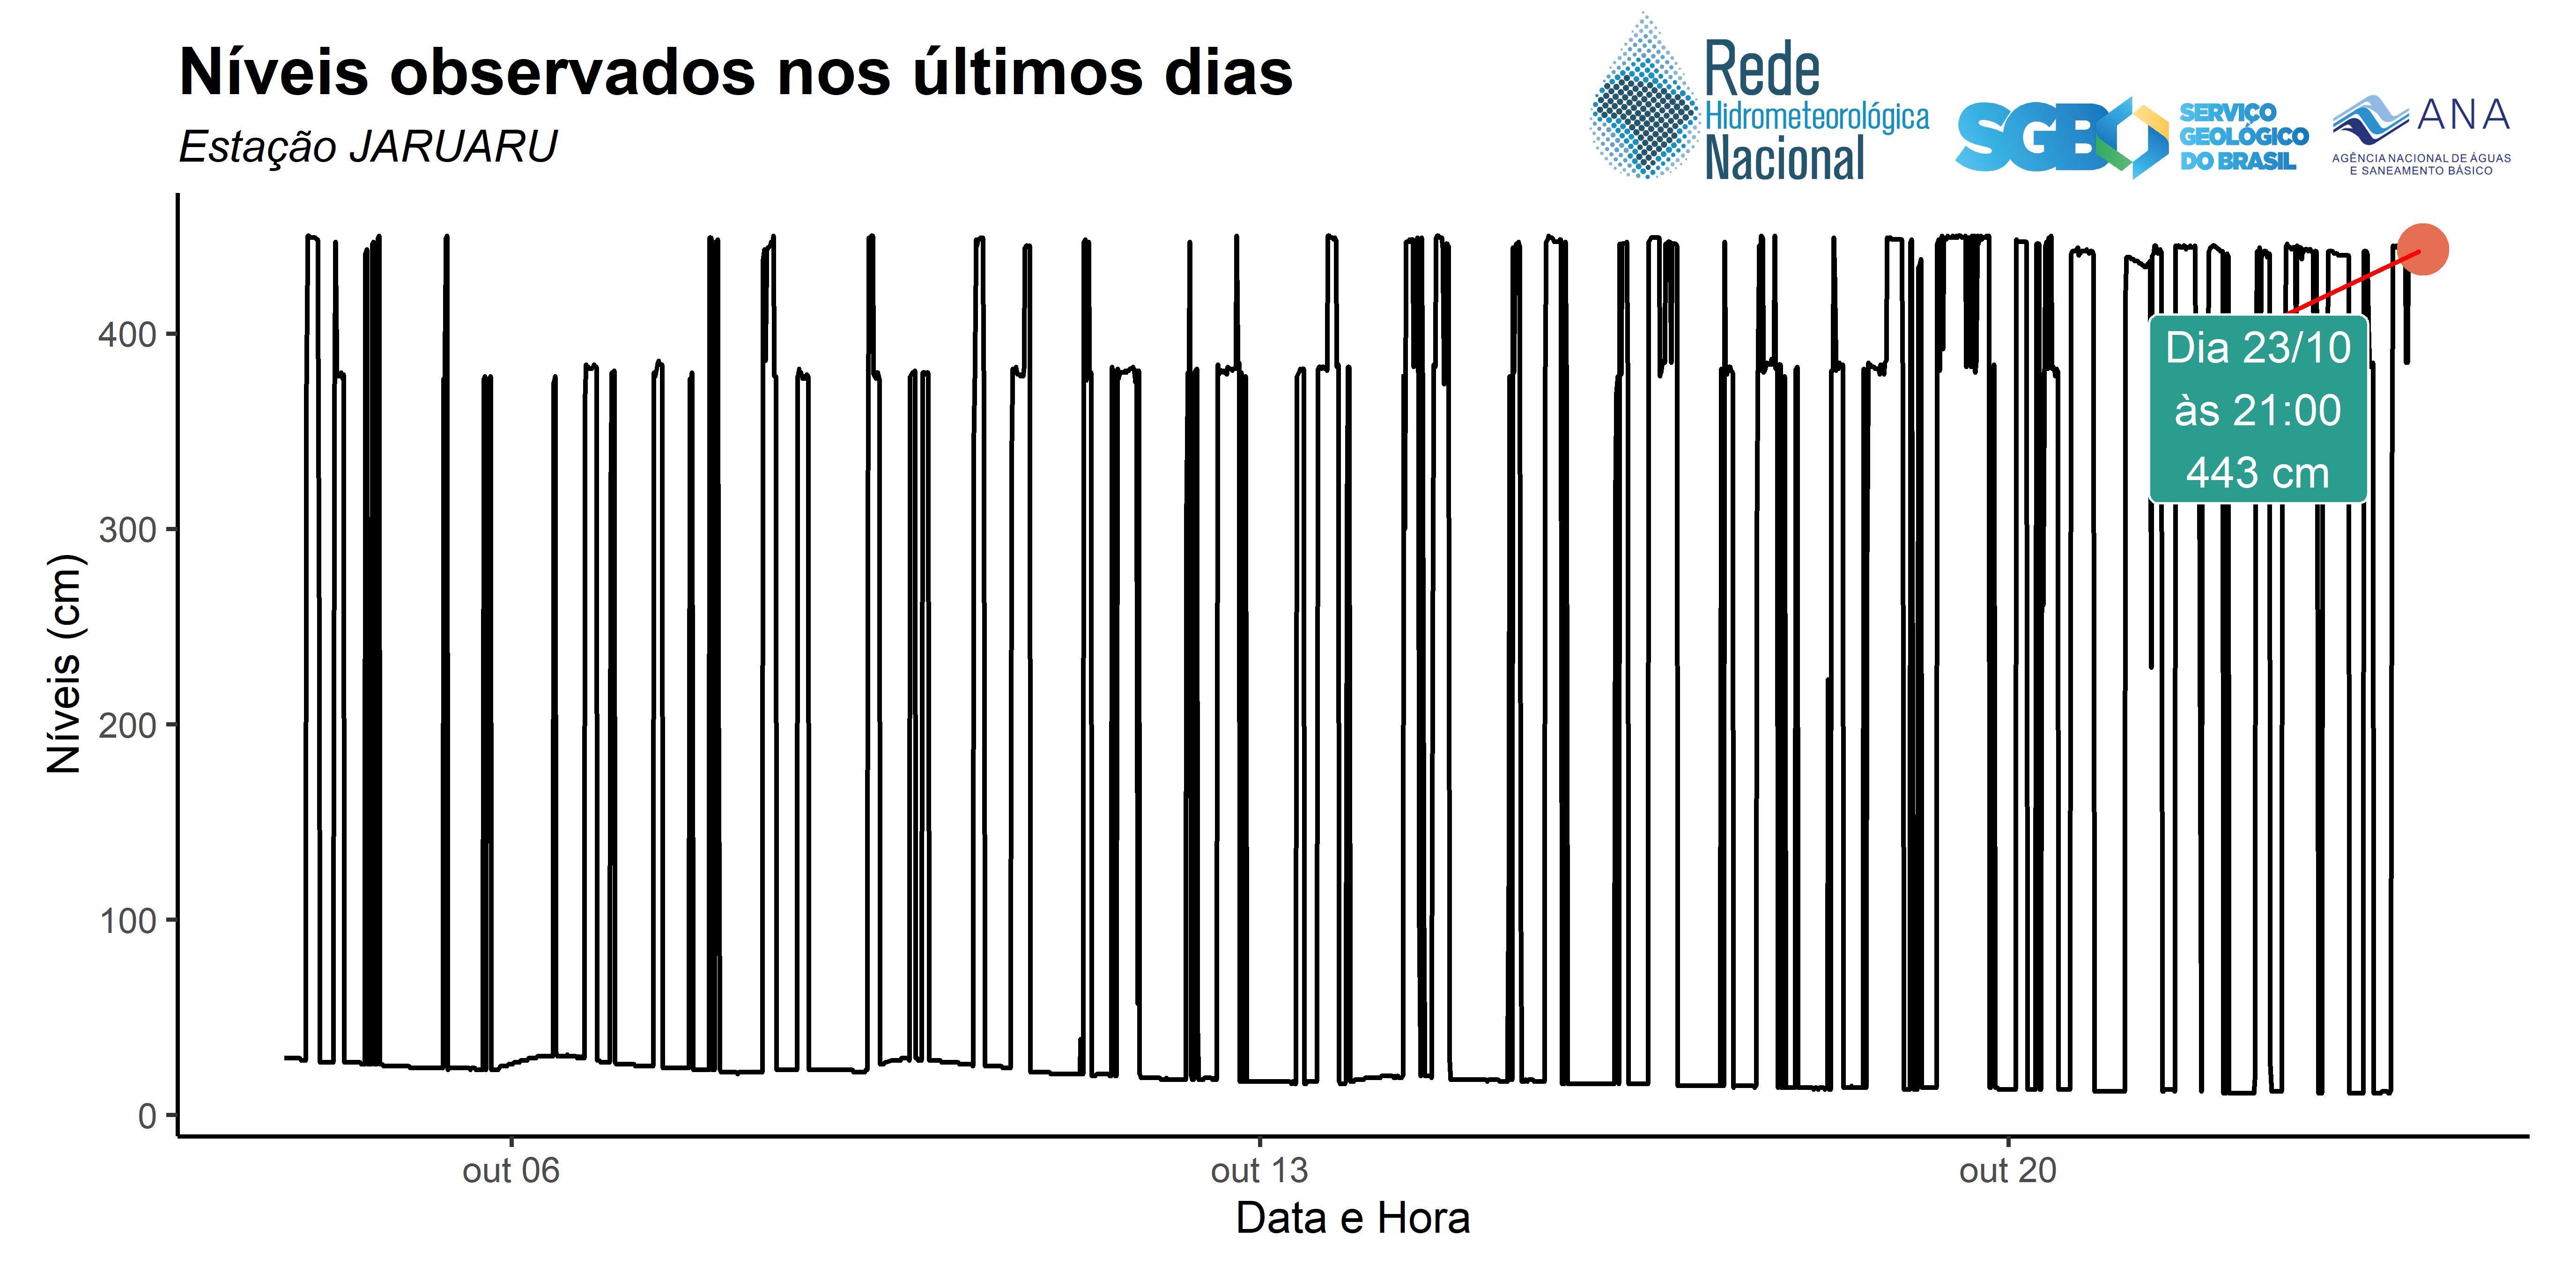 Níveis observados nos últimos dias
Estação JARUARU
Rede
Hidrometeorológica
Nacional
SGB
SERVIÇO
GEOLÓGICO
DO BRASIL
ANA
AGÊNCIA NACIONAL DE ÁGUAS
E SANEAMENTO BÁSICO
Níveis (cm)
400
300
200
100
0
Dia 23/10
às 21:00
443 cm
out 06
out 13
out 20
Data e Hora